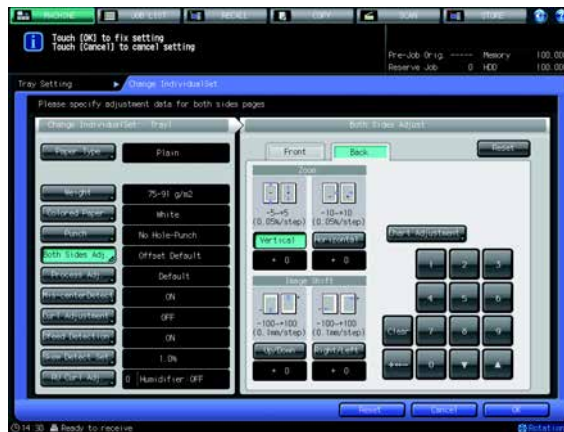 MACHINE
JOB LIST
RECALL
COPY
SCAN
STORE
Touch [OK] to fix setting
Touch [Cancel] to cancel setting
Pre-Job Orig. ----- Memory 100.00
Reserve Job 0 HDD 100.00
Tray Setting
Change IndividualSet
Please specify adjustment data for both sides pages
Change IndividualSet: Tray1
Both Sides Adjust
Paper Type
Plain
Front
Back
Reset
Zoom
Weight
75-91 g/m2
-5~+5
(0.05%/step)
-10~+10
(0.05%/step)
Colored Paper
White
Vertical
Horizontal
Chart Adjustment
Punch
No Hole-Punch
+ 0
+ 0
1
2
3
Both Sides Adj.
Offset Default
Image Shift
Process Adj.
Default
4
5
6
Mis-centerDetect
ON
-100~+100
(0.1mm/step)
-100~+100
(0.1mm/step)
Curl Adjustment
OFF
Clear
7
8
9
ON
Up/Down
Right/Left
Skew Detect Set.
1.0%
+ 0
+ 0
0
RU Curl Adj.
0 Humidifier OFF
Reset
Cancel
OK
14:30
Ready to receive
Rotation